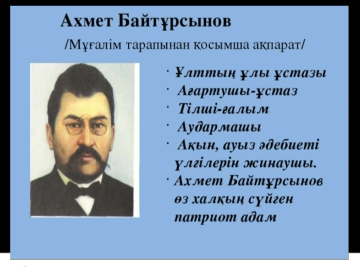 Ахмет Байтұрсынов
/Мұғалім тарапынан қосымша ақпарат/
· Ұлттың ұлы ұстазы
· Ағартушы-ұстаз
· Тілші-ғалым
· Аудармашы
· Ақын, ауыз әдебиеті
үлгілерін жинаушы.
· Ахмет Байтұрсынов
өз халқын сүйген
патриот адам